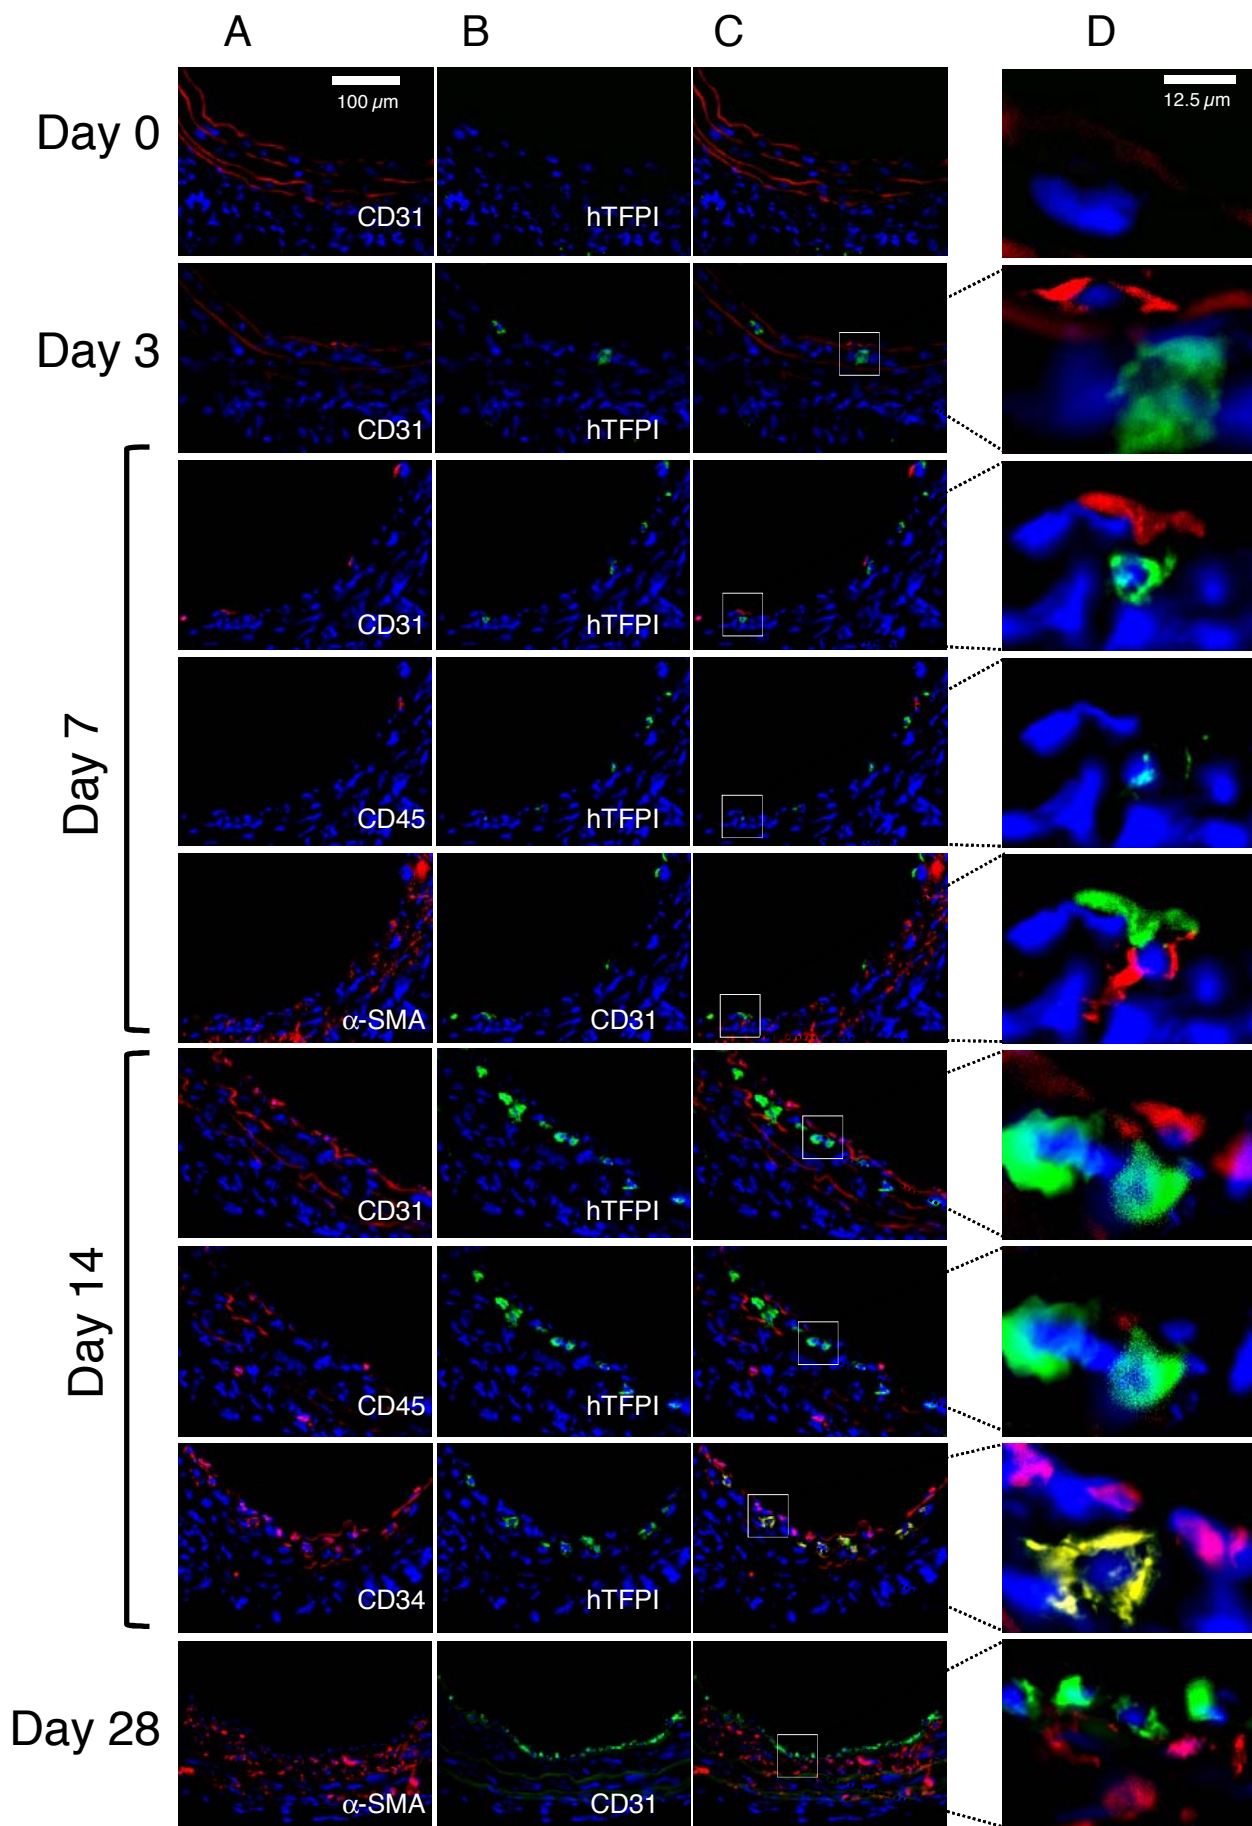 A B C D
100 µm
12.5 µm
Day 0
CD31 hTFPI
Day 3
CD31 hTFPI
Day 7
CD31 hTFPI
CD45 hTFPI
α-SMA CD31
Day 14
CD31 hTFPI
CD45 hTFPI
CD34 hTFPI
Day 28
α-SMA CD31